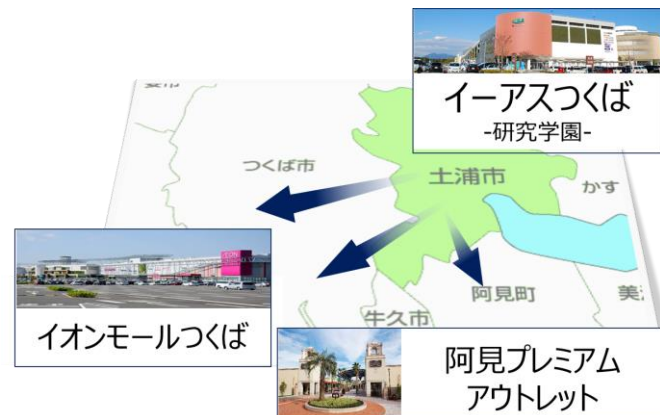 イーアスつくば
-研究学園-
つくば市
土浦市
かす
イオンモールつくば
阿見町
牛久市
阿見プレミアム
アウトレット